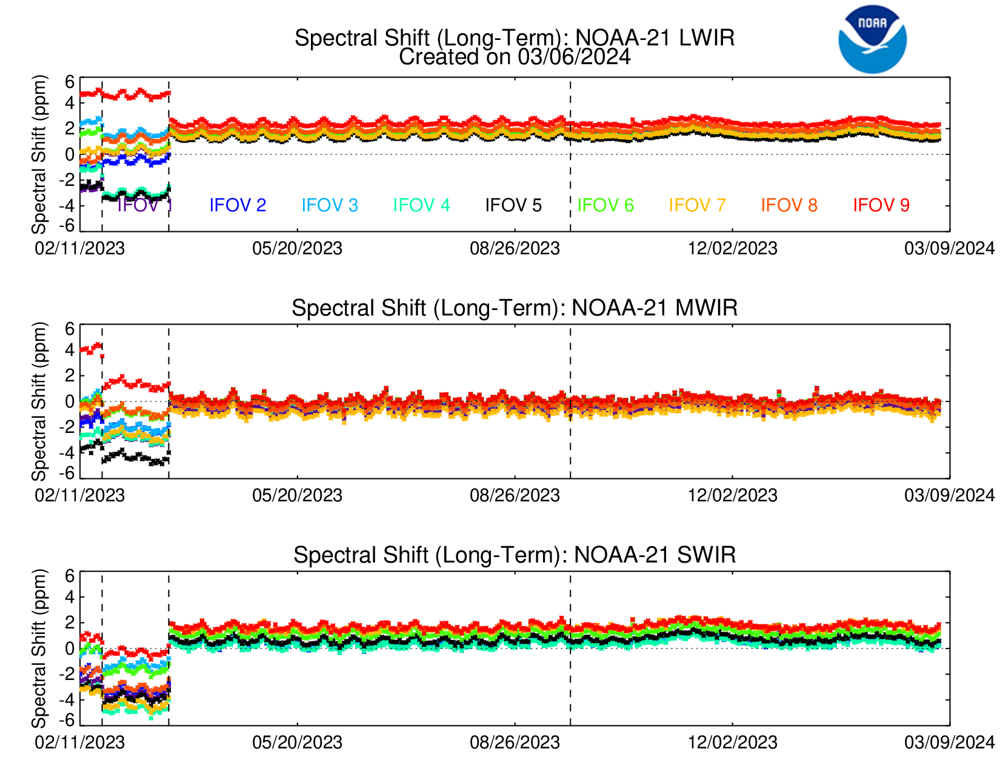 NOAA
Spectral Shift (Long-Term): NOAA-21 LWIR
Created on 03/06/2024
Spectral Shift (ppm)
6
4
2
0
-2
-4
-6
IFOV 1 IFOV 2 IFOV 3 IFOV 4 IFOV 5 IFOV 6 IFOV 7 IFOV 8 IFOV 9
02/11/2023 05/20/2023 08/26/2023 12/02/2023 03/09/2024
Spectral Shift (Long-Term): NOAA-21 MWIR
Spectral Shift (ppm)
6
4
2
0
-2
-4
-6
02/11/2023 05/20/2023 08/26/2023 12/02/2023 03/09/2024
Spectral Shift (Long-Term): NOAA-21 SWIR
Spectral Shift (ppm)
6
4
2
0
-2
-4
-6
02/11/2023 05/20/2023 08/26/2023 12/02/2023 03/09/2024